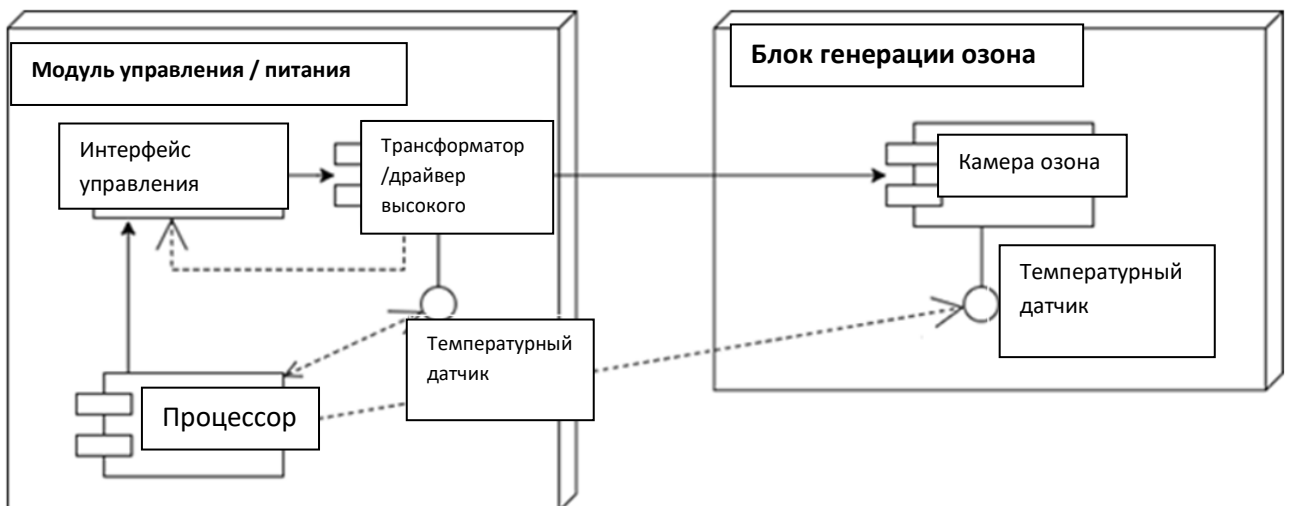 Модуль управления / питания
Блок генерации озона
Интерфейс
управления
Трансформатор
/драйвер
высокого
Камера озона
Температурный
датчик
Температурный
датчик
Процессор